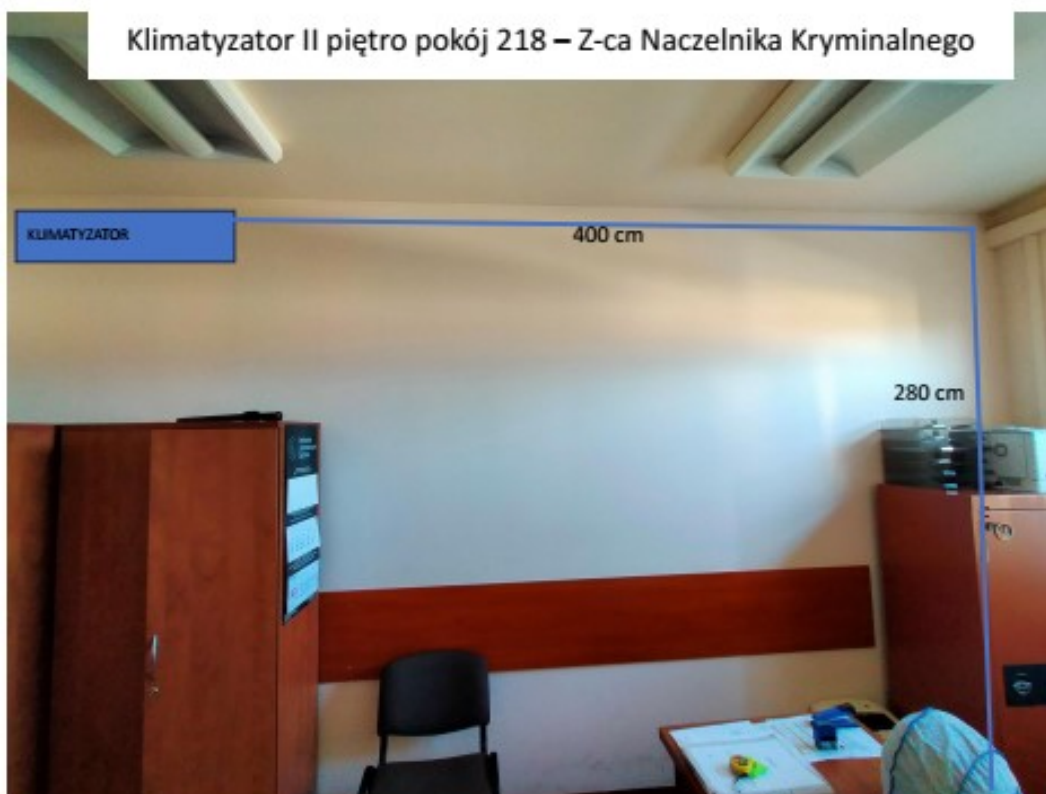 Klimatyzator II piętro pokój 218 – Z-ca Naczelnika Kryminalnego
KLIMATYZATOR
400 cm
280 cm